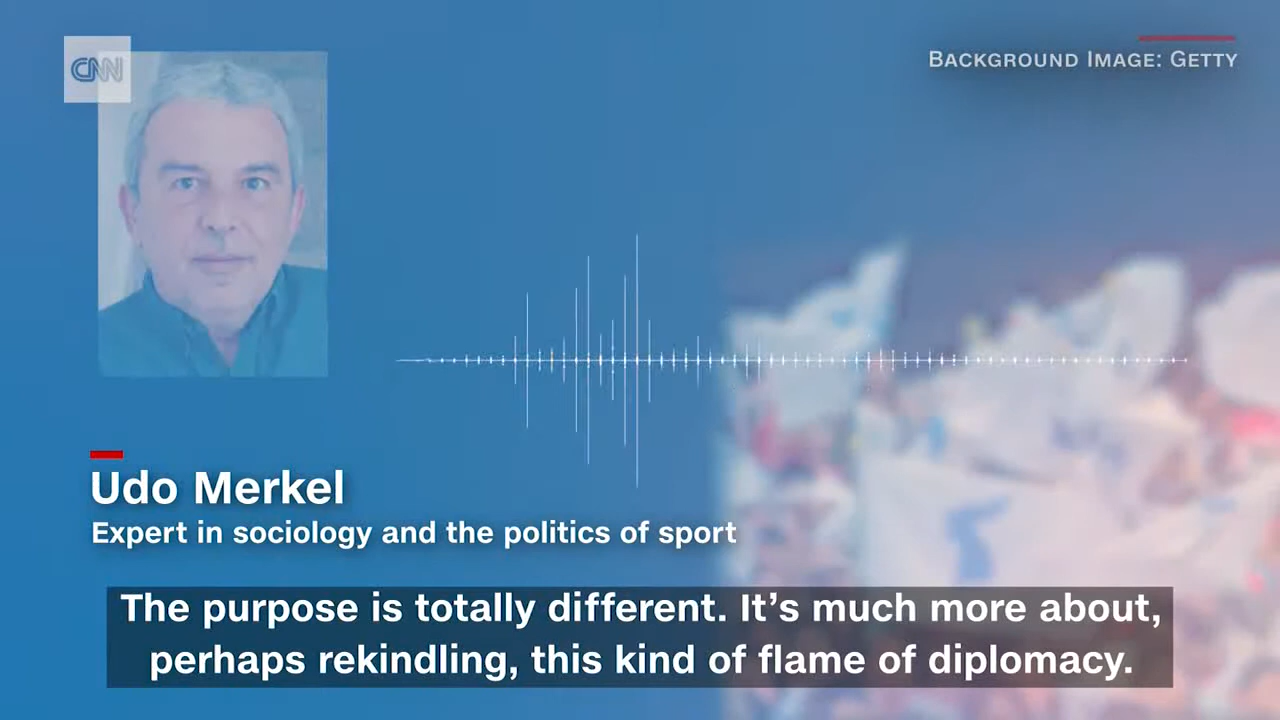 CNN
BACKGROUND IMAGE: GETTY
Udo Merkel
Expert in sociology and the politics of sport
The purpose is totally different. It’s much more about,
perhaps rekindling, this kind of flame of diplomacy.